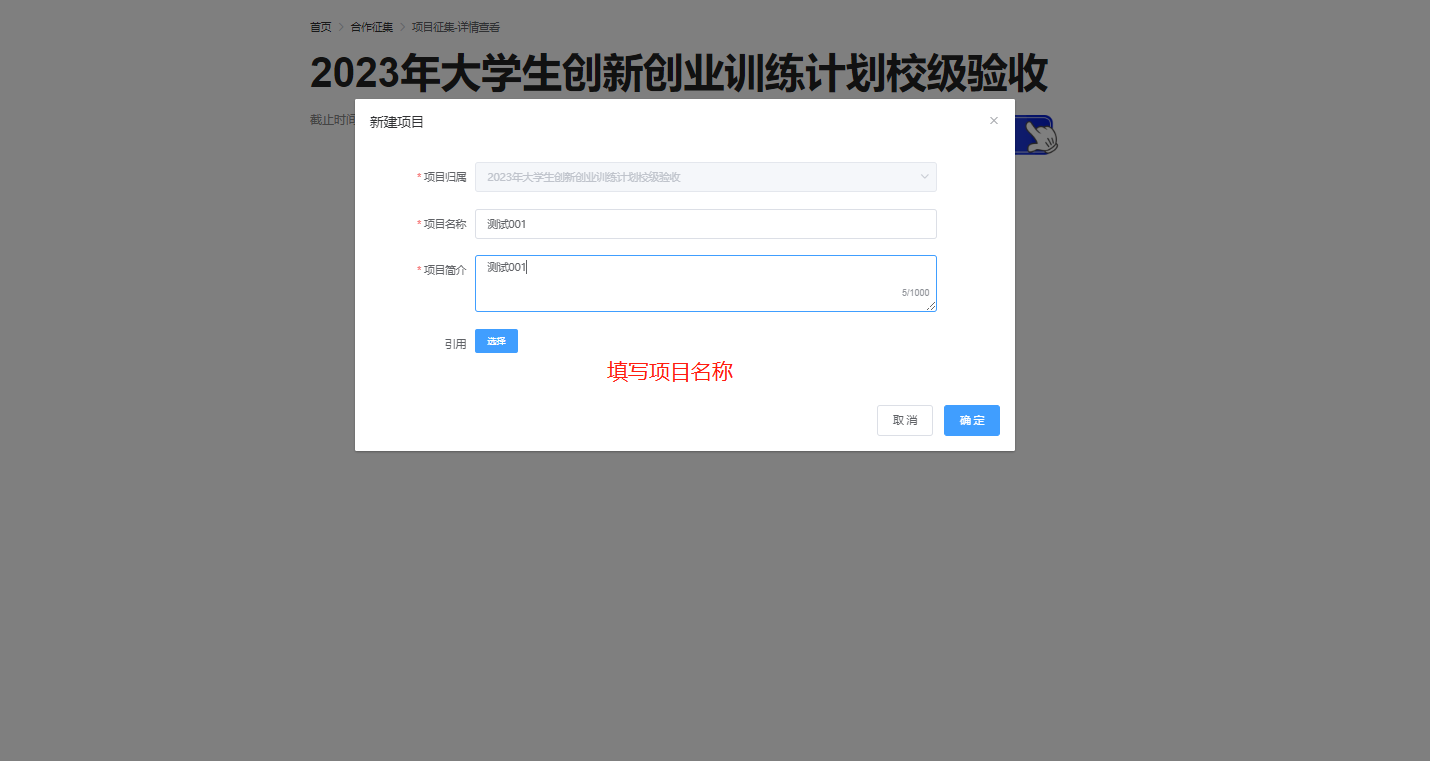 首页 > 合作征集 > 项目征集-详情查看
2023年大学生创新创业训练计划校级验收
截止时间
新建项目
* 项目归属 2023年大学生创新创业训练计划校级验收
* 项目名称 测试001
* 项目简介 测试001
5/1000
引用 选择
填写项目名称
取消 确定